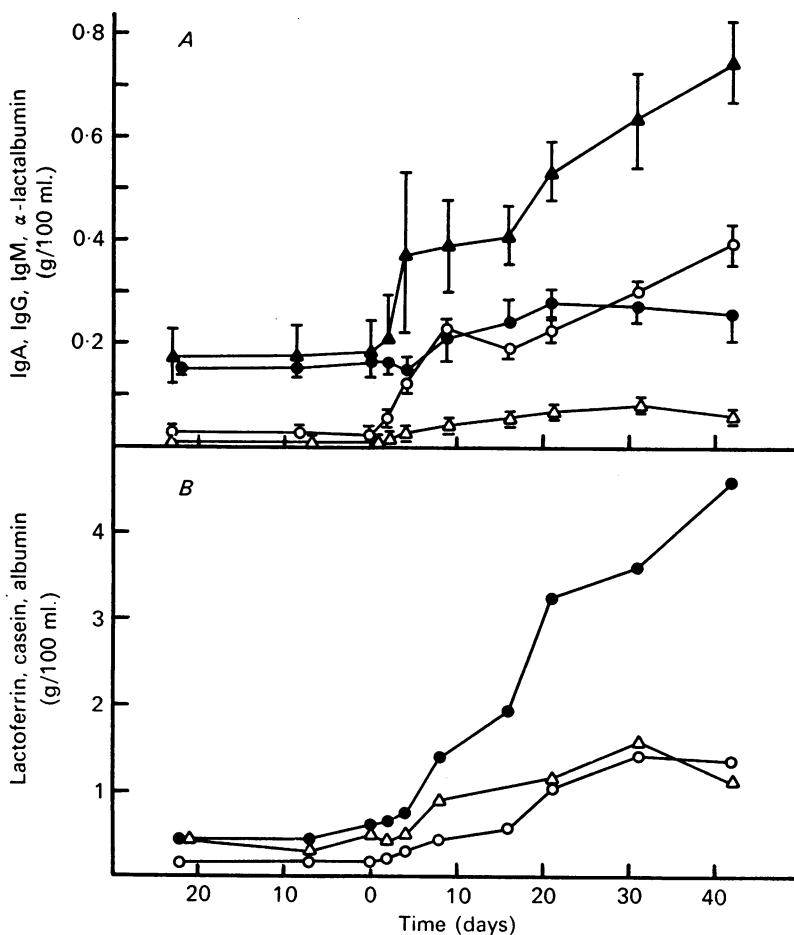 A
0·8
0·6
0·4
0·2
IgA, IgG, IgM, α-lactalbumin
(g/100 ml.)
B
4
3
2
1
Lactoferrin, casein, albumin
(g/100 ml.)
20 10 0 10 20 30 40
Time (days)